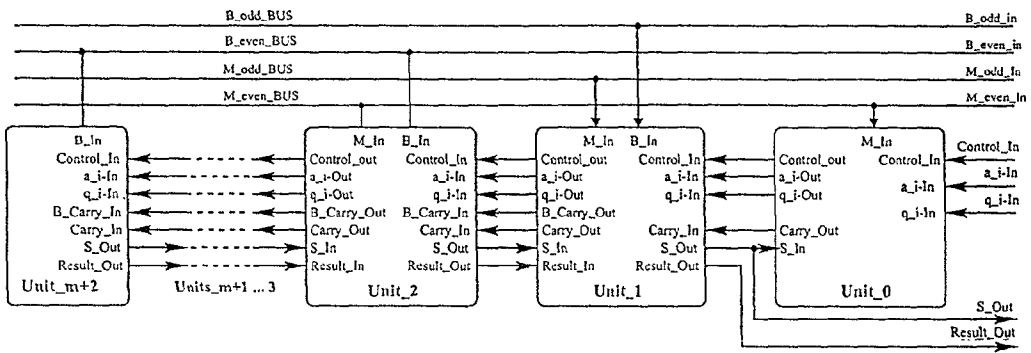 B_odd_BUS B_odd_in
B_even_BUS B_even_in
M_odd_BUS M_odd_In
M_even_BUS M_even_In
B_In M_In B_In M_In B_In M_In
Control_In Control_out Control_In Control_out Control_In Control_out Control_In Control_In
a_i-In a_i-Out a_i-In a_i-Out a_i-In a_i-Out a_i-In a_i-In
q_i-In q_i-Out q_i-In q_i-Out q_i-In q_i-Out q_i-In q_i-In
B_Carry_In B_Carry_Out B_Carry_In B_Carry_Out
Carry_In Carry_Out Carry_In Carry_Out Carry_In Carry_Out
S_Out S_In S_Out S_In S_Out S_In
Result_Out Result_In Result_Out Result_In Result_Out
Unit_m+2 Units_m+1 ... 3 Unit_2 Unit_1 Unit_0
S_Out
Result_Out